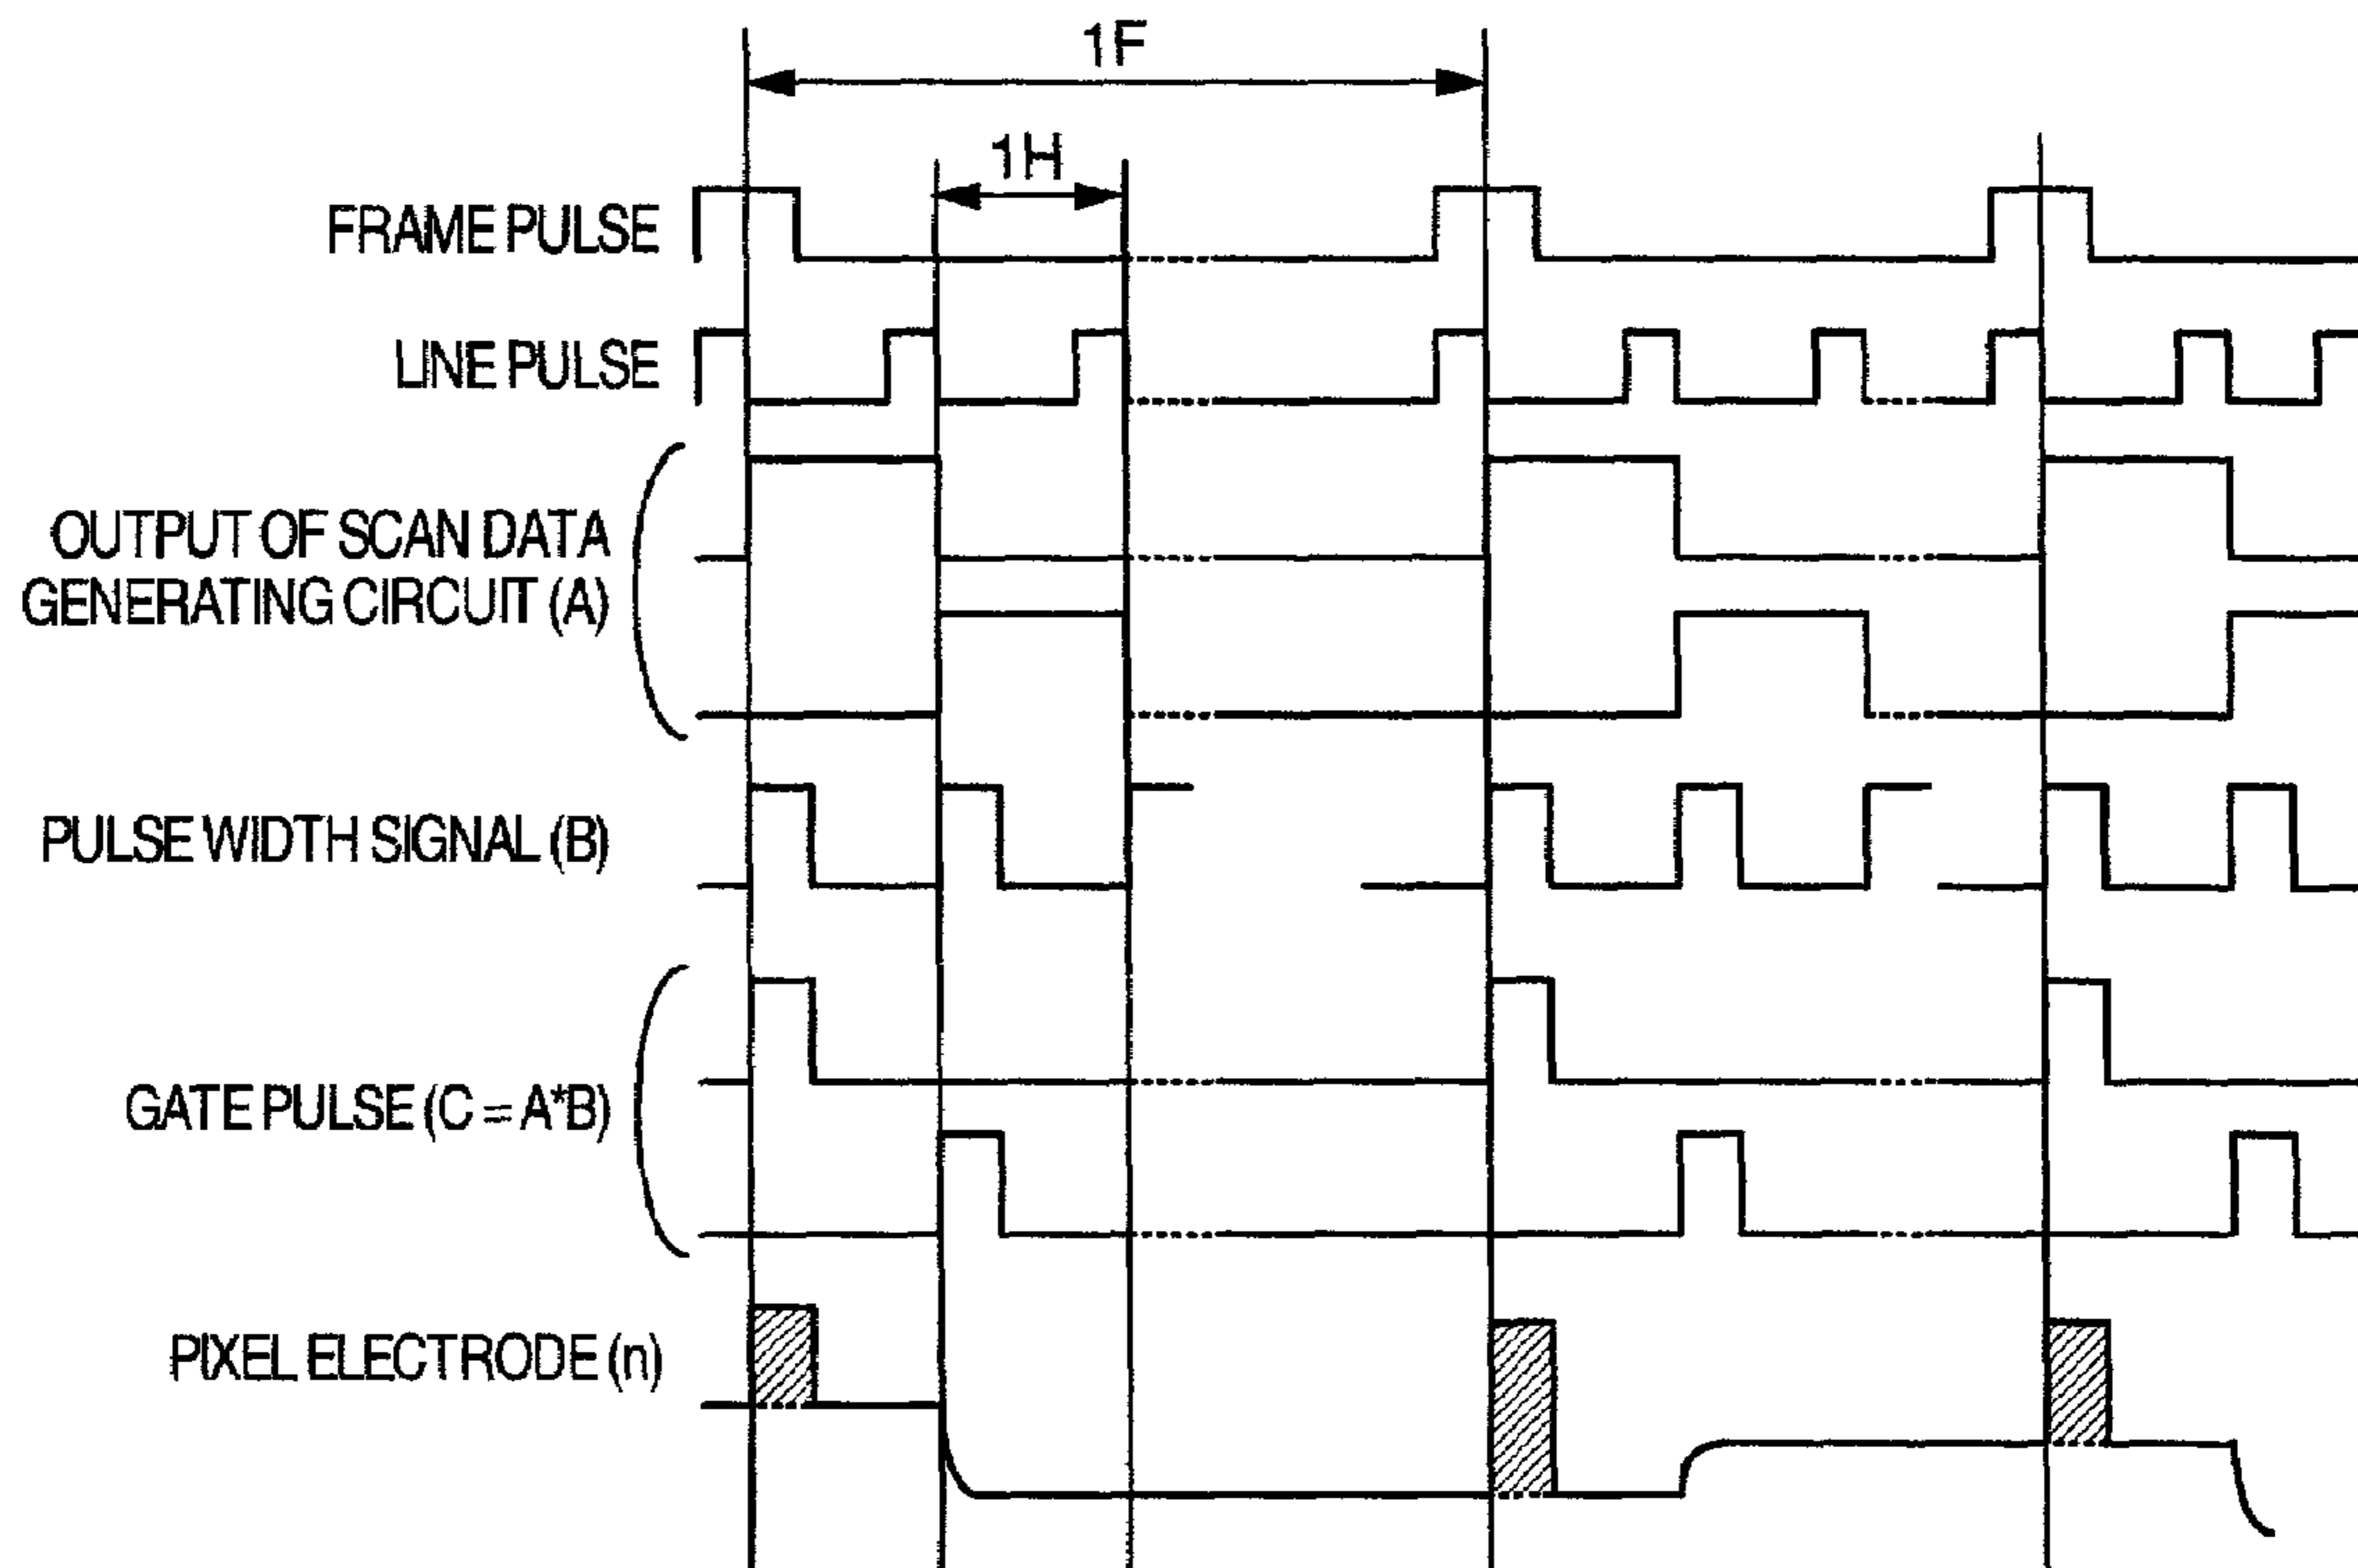 1F
1H
FRAME PULSE
LINE PULSE
OUTPUT OF SCAN DATA
GENERATING CIRCUIT (A)
PULSE WIDTH SIGNAL (B)
GATE PULSE (C = A*B)
PIXEL ELECTRODE (n)